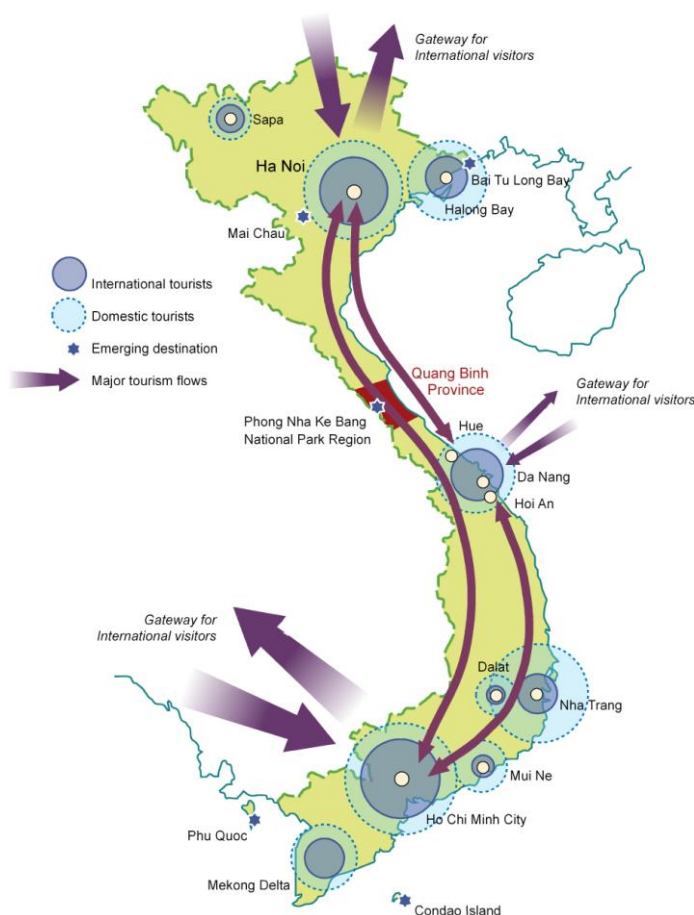 Gateway for
International visitors
Sapa
Ha Noi
Bai Tu Long Bay
Halong Bay
Mai Chau
International tourists
Domestic tourists
Emerging destination
Major tourism flows
Quang Binh
Province
Gateway for
International visitors
Phong Nha Ke Bang
National Park Region
Hue
Da Nang
Hoi An
Gateway for
International visitors
Dalat
Nha Trang
Mui Ne
Ho Chi Minh City
Phu Quoc
Mekong Delta
Condao Island